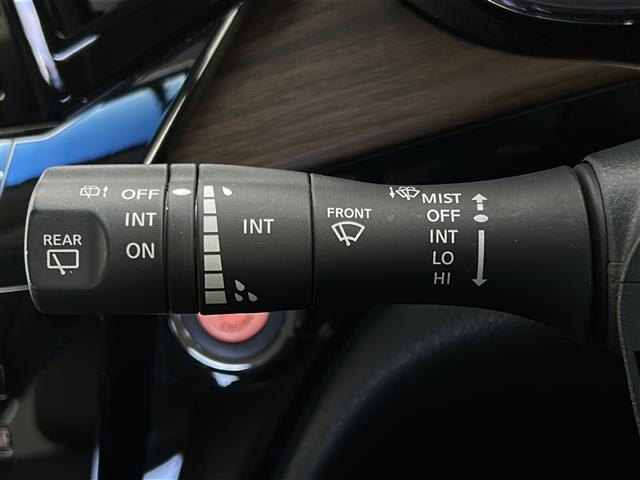 REAR
OFF
INT
ON
INT
FRONT
MIST
OFF
INT
LO
HI